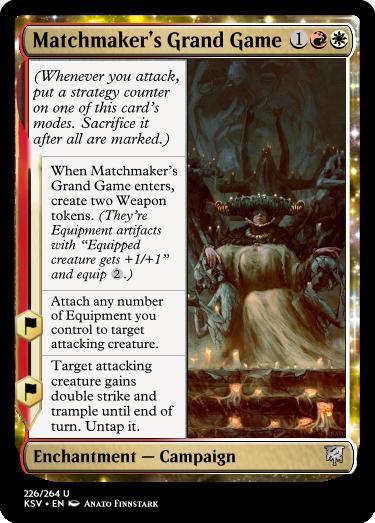 Matchmaker's Grand Game 1
(Whenever you attack,
put a strategy counter
on one of this card's
modes. Sacrifice it
after all are marked.)
When Matchmaker's
Grand Game enters,
create two Weapon
tokens. (They're
Equipment artifacts
with “Equipped
creature gets +1/+1”
and equip 2.)
Attach any number
of Equipment you
control to target
attacking creature.
Target attacking
creature gains
double strike and
trample until end of
turn. Untap it.
Enchantment — Campaign
226/264 U
KSV • EN Anato Finnstark